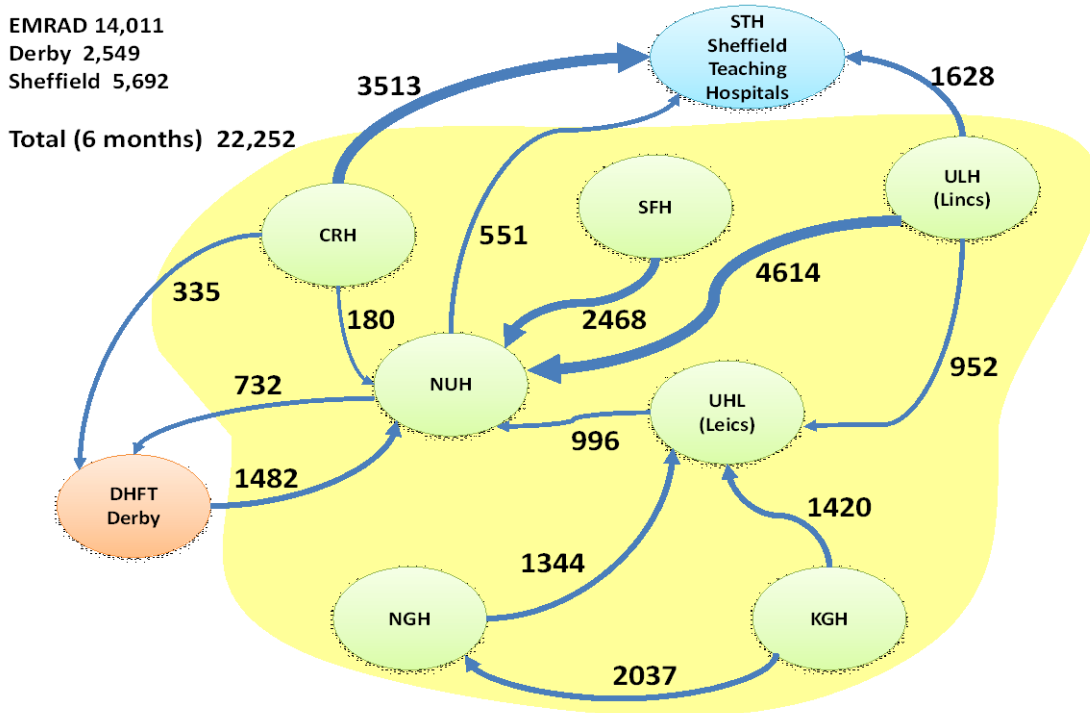 EMRAD 14,011
Derby 2,549
Sheffield 5,692
Total (6 months) 22,252
STH
Sheffield
Teaching
Hospitals
3513
1628
ULH
(Lincs)
SFH
CRH
551
4614
335
180
2468
952
732
NUH
UHL
(Leics)
996
1482
DHFT
Derby
1420
1344
NGH
KGH
2037